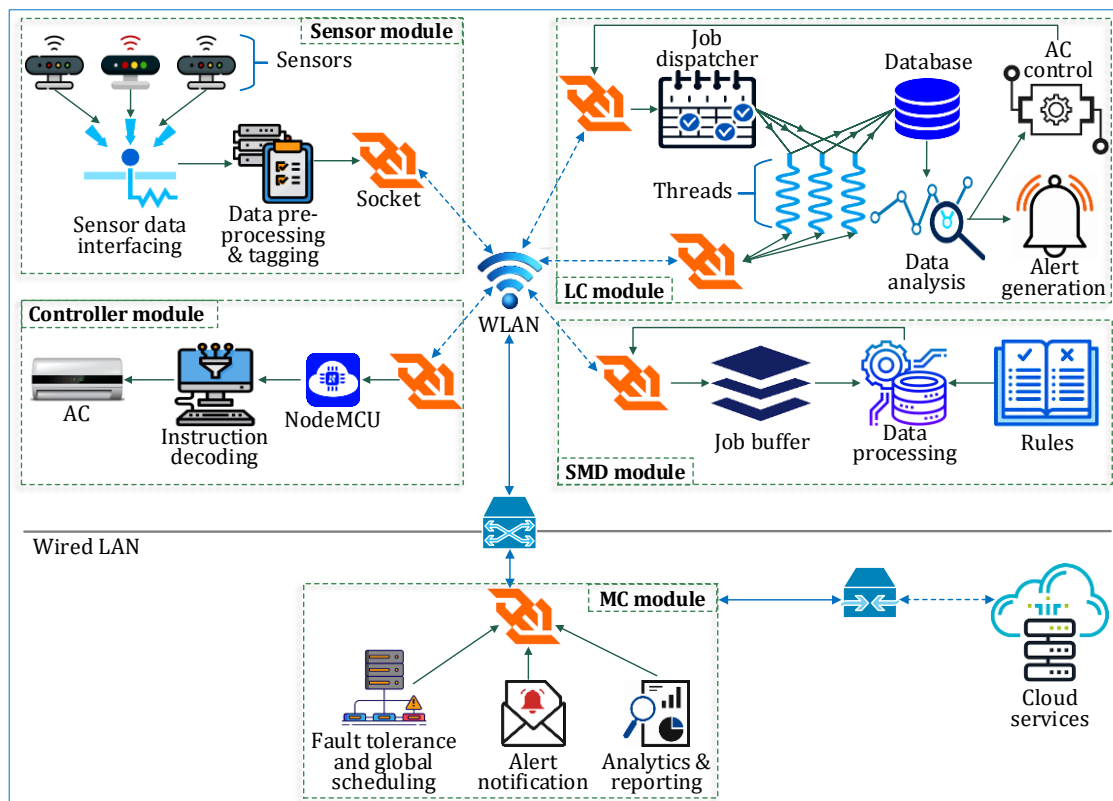 Sensor module
Sensors
Sensor data
interfacing
Data pre-
processing
& tagging
Socket
Job
dispatcher
Database
AC
control
Threads
Data
analysis
Alert
generation
LC module
WLAN
Controller module
AC
Instruction
decoding
NodeMCU
Job buffer
Data
processing
Rules
SMD module
Wired LAN
MC module
Fault tolerance
and global
scheduling
Alert
notification
Analytics &
reporting
Cloud
services